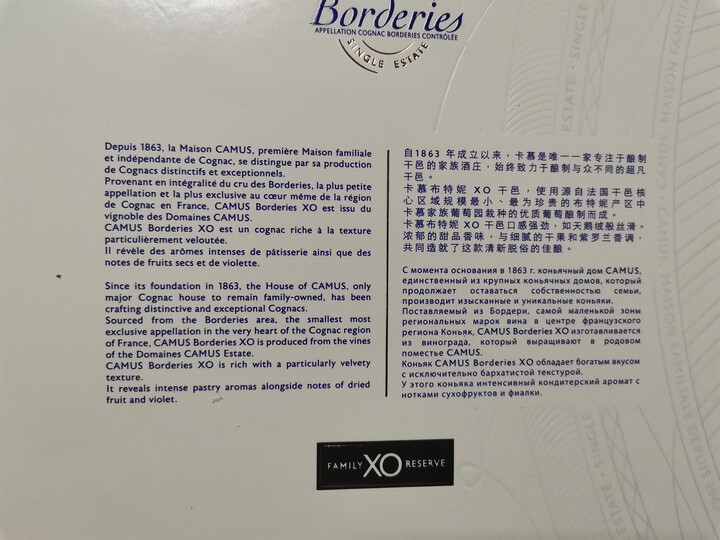 Borderies
APPELLATION COGNAC BORDERIES CONTRÔLÉE
SINGLE ESTATE
Depuis 1863, la Maison CAMUS, première Maison familiale
et indépendante de Cognac, se distingue par sa production
de Cognacs distinctifs et exceptionnels.
Provenant en intégralité du cru des Borderies, la plus petite
appellation et la plus exclusive au cœur même de la région
de Cognac en France, CAMUS Borderies XO est issu du
vignoble des Domaines CAMUS.
CAMUS Borderies XO est un cognac riche à la texture
particulièrement veloutée.
Il révèle des arômes intenses de pâtisserie ainsi que des
notes de fruits secs et de violette.
Since its foundation in 1863, the House of CAMUS, only
major Cognac house to remain family-owned, has been
crafting distinctive and exceptional Cognacs.
Sourced from the Borderies area, the smallest most
exclusive appellation in the very heart of the Cognac region
of France, CAMUS Borderies XO is produced from the vines
of the Domaines CAMUS Estate.
CAMUS Borderies XO is rich with a particularly velvety
texture.
It reveals intense pastry aromas alongside notes of dried
fruit and violet.
自1863 年成立以来，卡慕是唯一一家专注于酿制
干邑的家族酒庄，始终致力于酿制与众不同的超凡
干邑。
卡慕布特妮 XO 干邑，使用源自法国干邑核
心区域规模最小、最为珍贵的布特妮产区中
卡慕家族葡萄园栽种的优质葡萄酿制而成。
卡慕布特妮 XO 干邑口感强劲，如天鹅绒般丝滑。
浓郁的甜品香味，与细腻的干果和紫罗兰香调，
共同造就了这款清新脱俗的佳酿。
С момента основания в 1863 г. коньячный дом CAMUS,
единственный из крупных коньячных домов, который
продолжает оставаться собственностью семьи,
производит изысканные и уникальные коньяки.
Поставляемый из Бордери, самой маленькой зоны
региональных марок вина в центре французского
региона Коньяк, CAMUS Borderies XO изготавливается
из винограда, который выращивают в родовом
поместье CAMUS.
Коньяк CAMUS Borderies XO обладает богатым вкусом
с исключительно бархатистой текстурой.
У этого коньяка интенсивный кондитерский аромат с
нотками сухофруктов и фиалки.
FAMILY XO RESERVE